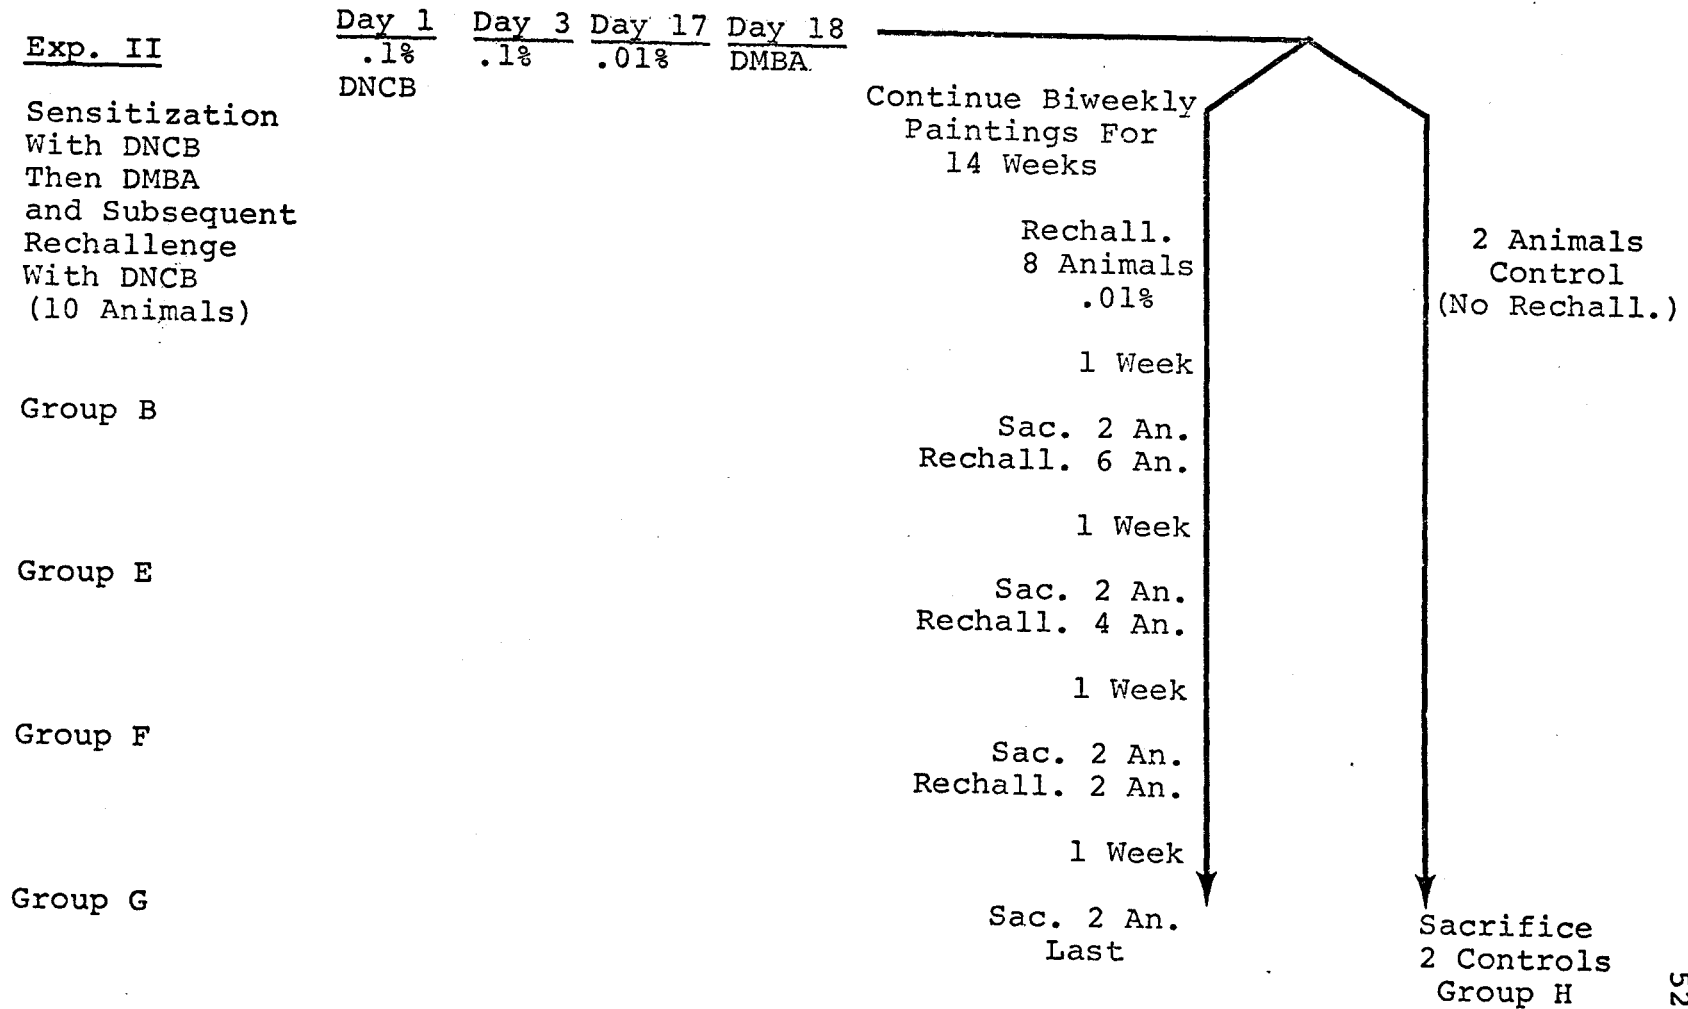 Exp. II
Day 1 Day 3 Day 17 Day 18
.1% .1% .01% DMBA
DNCB
Sensitization
With DNCB
Then DMBA
and Subsequent
Rechallenge
With DNCB
(10 Animals)
Continue Biweekly
Paintings For
14 Weeks
Rechall.
8 Animals
.01%
2 Animals
Control
(No Rechall.)
1 Week
Group B
Sac. 2 An.
Rechall. 6 An.
1 Week
Group E
Sac. 2 An.
Rechall. 4 An.
1 Week
Group F
Sac. 2 An.
Rechall. 2 An.
1 Week
Group G
Sac. 2 An.
Last
Sacrifice
2 Controls
Group H
52